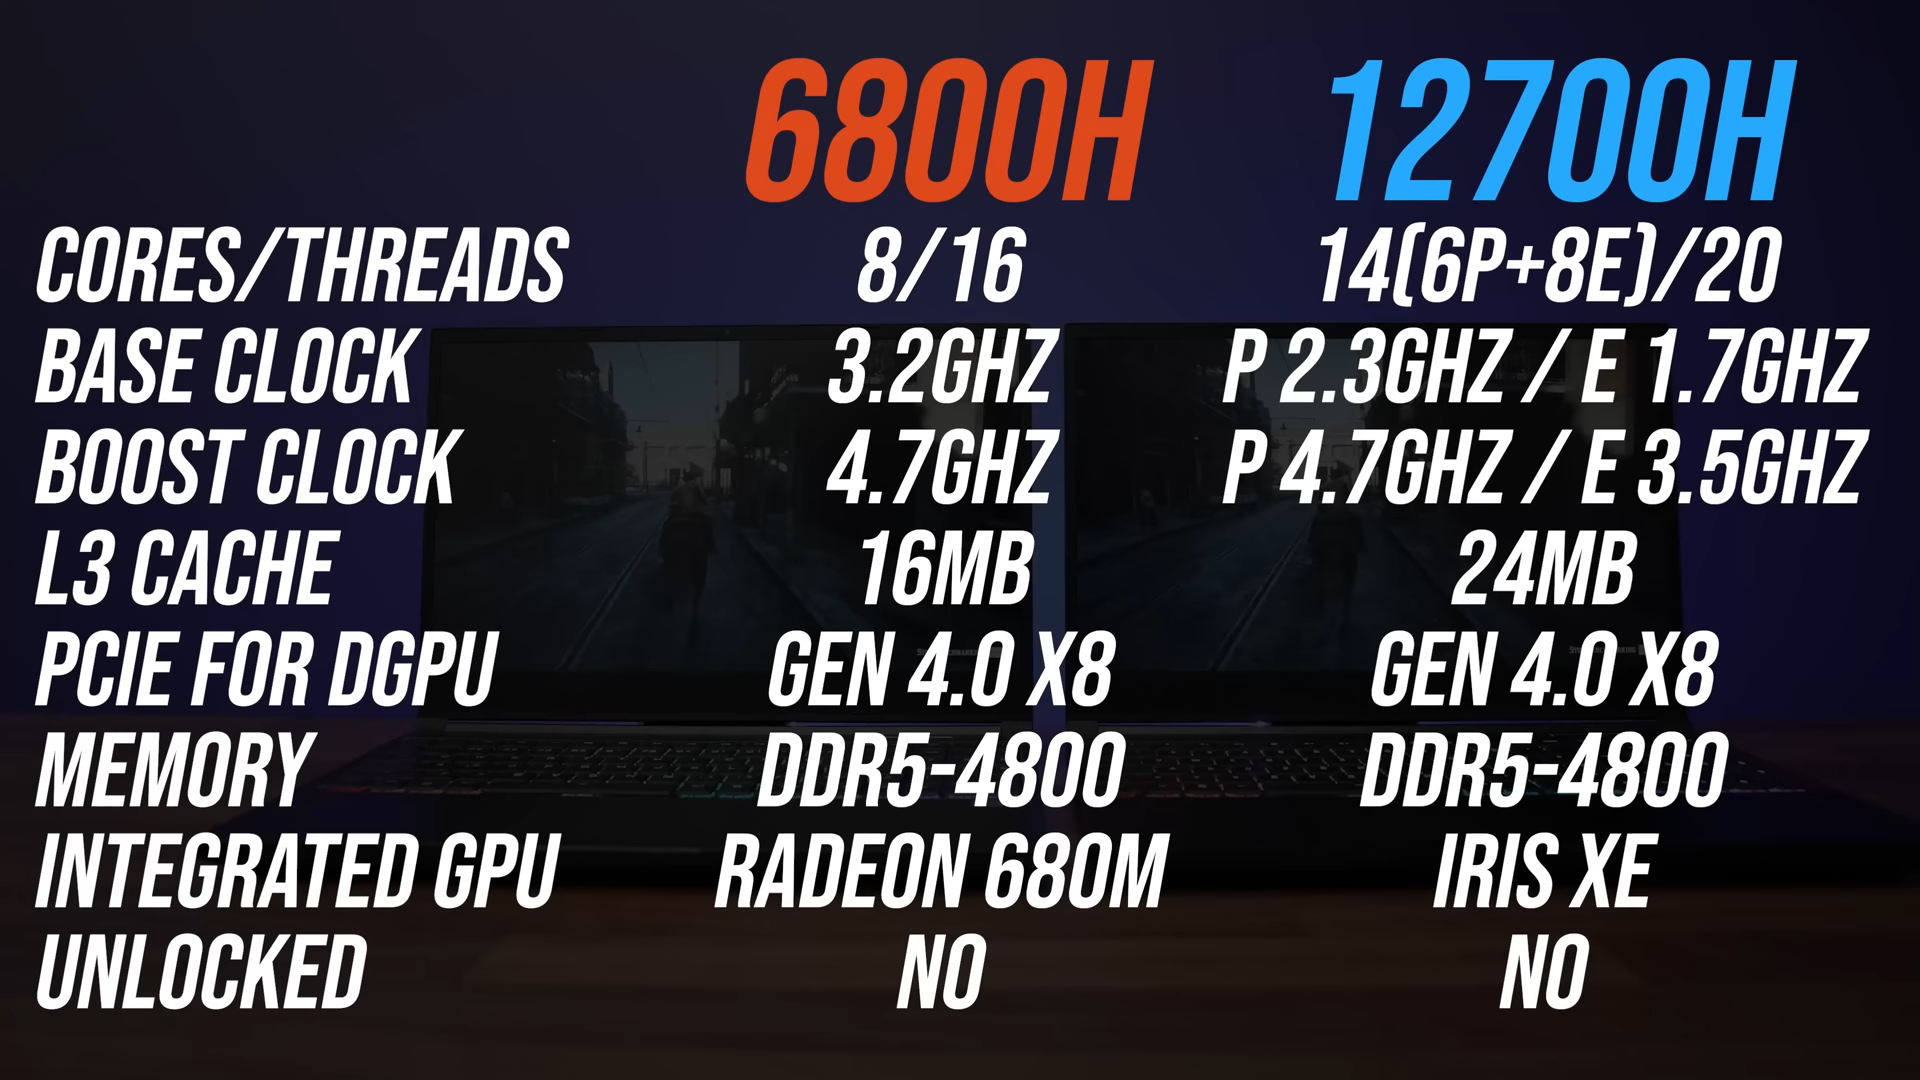 6800H 12700H
CORES/THREADS 8/16 14(6P+8E)/20
BASE CLOCK 3.2GHZ P 2.3GHZ / E 1.7GHZ
BOOST CLOCK 4.7GHZ P 4.7GHZ / E 3.5GHZ
L3 CACHE 16MB 24MB
PCIE FOR DGPU GEN 4.0 X8 GEN 4.0 X8
MEMORY DDR5-4800 DDR5-4800
INTEGRATED GPU RADEON 680M IRIS XE
UNLOCKED NO NO